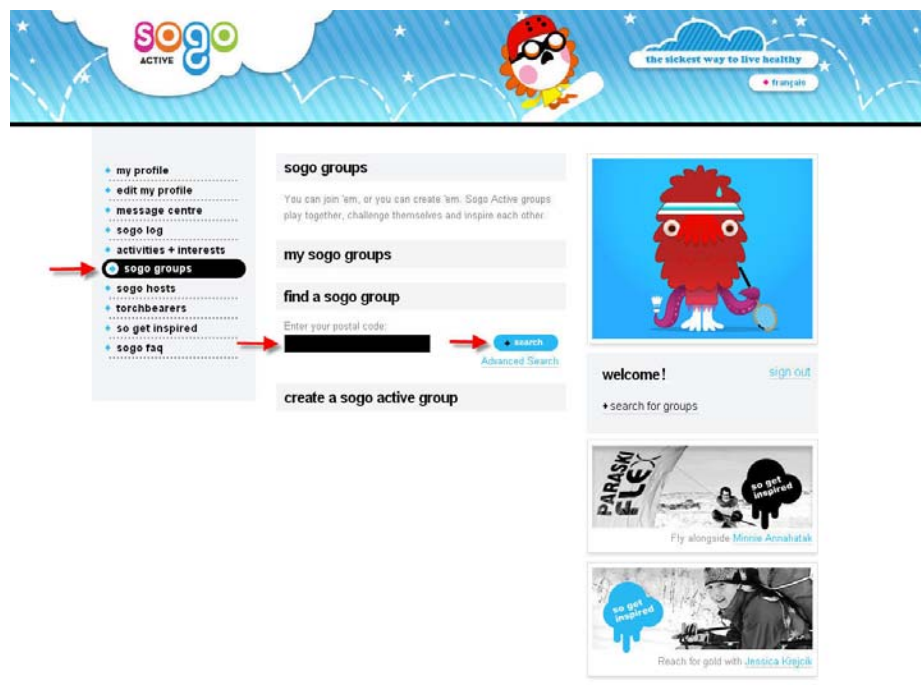 sogo
ACTIVE
the sickest way to live healthy
français
my profile
edit my profile
message centre
sogo log
activities + interests
sogo groups
sogo hosts
torchbearers
so get inspired
sogo faq
sogo groups
You can join 'em, or you can create 'em. Sogo Active groups
play together, challenge themselves and inspire each other.
my sogo groups
find a sogo group
Enter your postal code:
search
Advanced Search
create a sogo active group
welcome!
sign out
search for groups
PARASKI
FLEX
so get
inspired
Fly alongside Minnie Annahatak
so get
inspired
Reach for gold with Jessica Krejcik